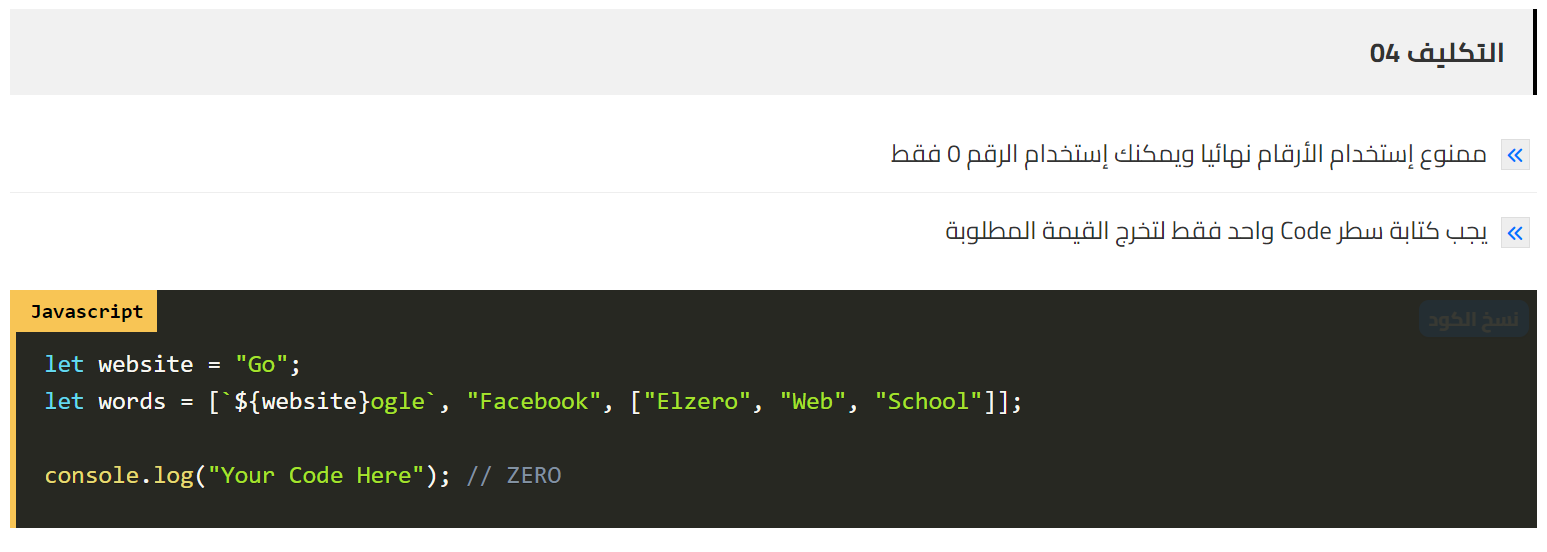 التكليف 04
ممنوع إستخدام الأرقام نهائيا ويمكنك إستخدام الرقم 0 فقط
يجب كتابة سطر Code واحد فقط لتخرج القيمة المطلوبة
Javascript
نسخ الكود
let website = "Go";
let words = [`${website}ogle`, "Facebook", ["Elzero", "Web", "School"]];
console.log("Your Code Here"); // ZERO